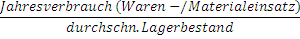 Jahresverbrauch (Waren −/Materialeinsatz)
durchschn. Lagerbestand